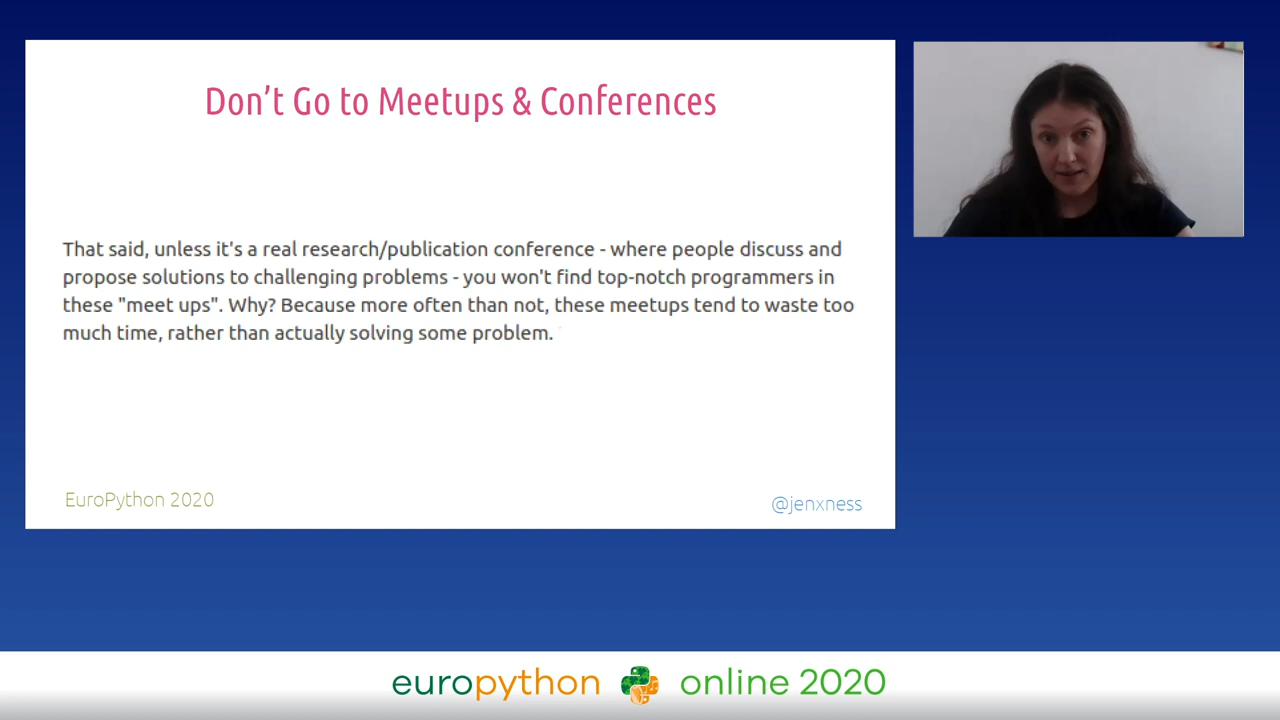 Don’t Go to Meetups & Conferences
That said, unless it's a real research/publication conference - where people discuss and
propose solutions to challenging problems - you won't find top-notch programmers in
these "meet ups". Why? Because more often than not, these meetups tend to waste too
much time, rather than actually solving some problem.
EuroPython 2020
@jenxness
europython online 2020